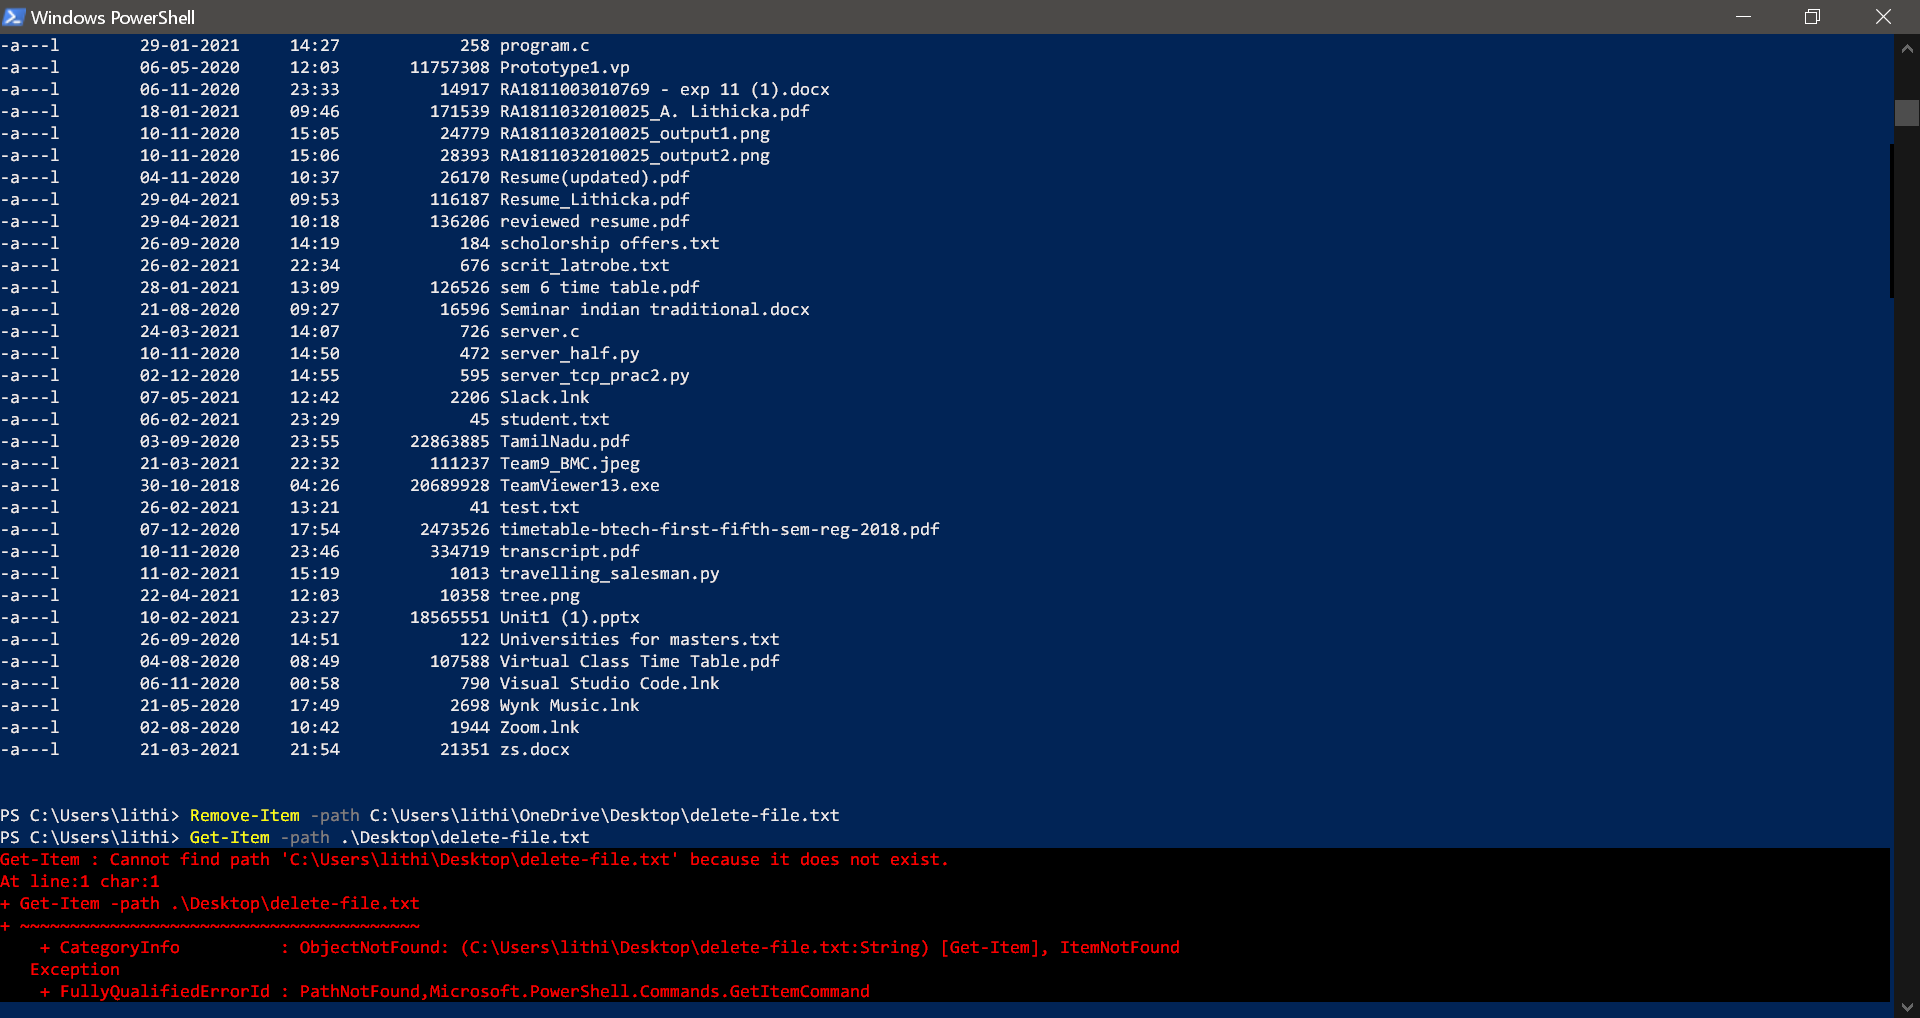 Windows PowerShell
-a---l        29-01-2021     14:27            258 program.c
-a---l        06-05-2020     12:03       11757308 Prototype1.vp
-a---l        06-11-2020     23:33          14917 RA1811003010769 - exp 11 (1).docx
-a---l        18-01-2021     09:46         171539 RA1811032010025_A. Lithicka.pdf
-a---l        10-11-2020     15:05          24779 RA1811032010025_output1.png
-a---l        10-11-2020     15:06          28393 RA1811032010025_output2.png
-a---l        04-11-2020     10:37          26170 Resume(updated).pdf
-a---l        29-04-2021     09:53         116187 Resume_Lithicka.pdf
-a---l        29-04-2021     10:18         136206 reviewed resume.pdf
-a---l        26-09-2020     14:19            184 scholorship offers.txt
-a---l        26-02-2021     22:34            676 scrit_latrobe.txt
-a---l        28-01-2021     13:09         126526 sem 6 time table.pdf
-a---l        21-08-2020     09:27          16596 Seminar indian traditional.docx
-a---l        24-03-2021     14:07            726 server.c
-a---l        10-11-2020     14:50            472 server_half.py
-a---l        02-12-2020     14:55            595 server_tcp_prac2.py
-a---l        07-05-2021     12:42           2206 Slack.lnk
-a---l        06-02-2021     23:29             45 student.txt
-a---l        03-09-2020     23:55       22863885 TamilNadu.pdf
-a---l        21-03-2021     22:32         111237 Team9_BMC.jpeg
-a---l        30-10-2018     04:26       20689928 TeamViewer13.exe
-a---l        26-02-2021     13:21             41 test.txt
-a---l        07-12-2020     17:54        2473526 timetable-btech-first-fifth-sem-reg-2018.pdf
-a---l        10-11-2020     23:46         334719 transcript.pdf
-a---l        11-02-2021     15:19           1013 travelling_salesman.py
-a---l        22-04-2021     12:03          10358 tree.png
-a---l        10-02-2021     23:27       18565551 Unit1 (1).pptx
-a---l        26-09-2020     14:51            122 Universities for masters.txt
-a---l        04-08-2020     08:49         107588 Virtual Class Time Table.pdf
-a---l        06-11-2020     00:58            790 Visual Studio Code.lnk
-a---l        21-05-2020     17:49           2698 Wynk Music.lnk
-a---l        02-08-2020     10:42           1944 Zoom.lnk
-a---l        21-03-2021     21:54          21351 zs.docx
PS C:\Users\lithi> Remove-Item -path C:\Users\lithi\OneDrive\Desktop\delete-file.txt
PS C:\Users\lithi> Get-Item -path .\Desktop\delete-file.txt
Get-Item : Cannot find path 'C:\Users\lithi\Desktop\delete-file.txt' because it does not exist.
At line:1 char:1
+ Get-Item -path .\Desktop\delete-file.txt
+ ~~~~~~~~~~~~~~~~~~~~~~~~~~~~~~~~~~~~~~~~
    + CategoryInfo          : ObjectNotFound: (C:\Users\lithi\Desktop\delete-file.txt:String) [Get-Item], ItemNotFound
   Exception
    + FullyQualifiedErrorId : PathNotFound,Microsoft.PowerShell.Commands.GetItemCommand